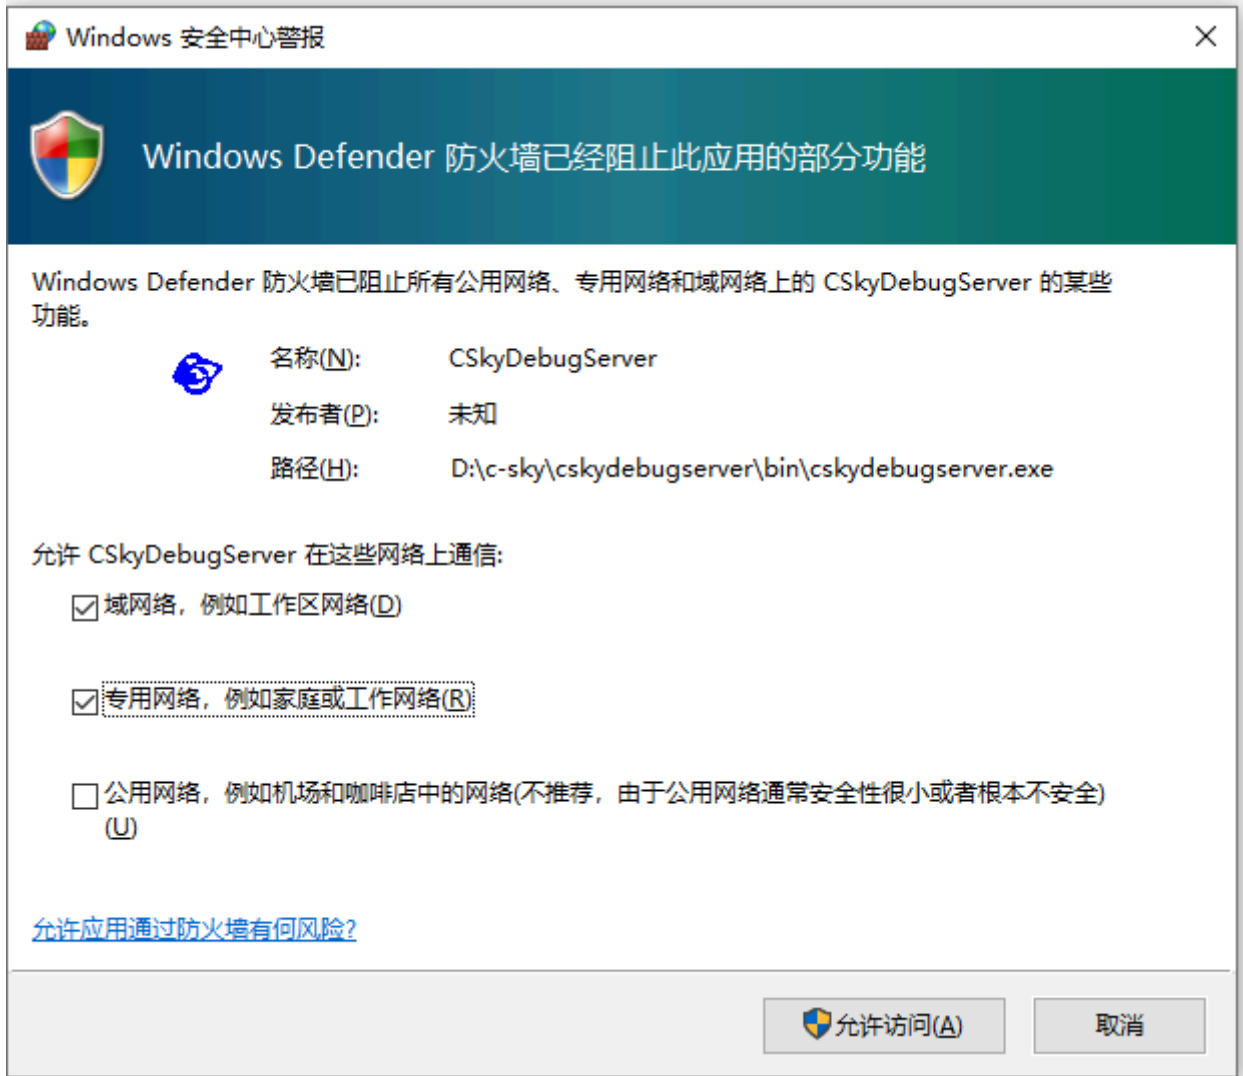 Windows 安全中心警报
Windows Defender 防火墙已经阻止此应用的部分功能
Windows Defender 防火墙已阻止所有公用网络、专用网络和域网络上的 CSkyDebugServer 的某些
功能。
名称(N): CSkyDebugServer
发布者(P): 未知
路径(H): D:\c-sky\cskydebugserver\bin\cskydebugserver.exe
允许 CSkyDebugServer 在这些网络上通信:
域网络，例如工作区网络(D)
专用网络，例如家庭或工作网络(R)
公用网络，例如机场和咖啡店中的网络(不推荐，由于公用网络通常安全性很小或者根本不安全)
(U)
允许应用通过防火墙有何风险?
允许访问(A) 取消